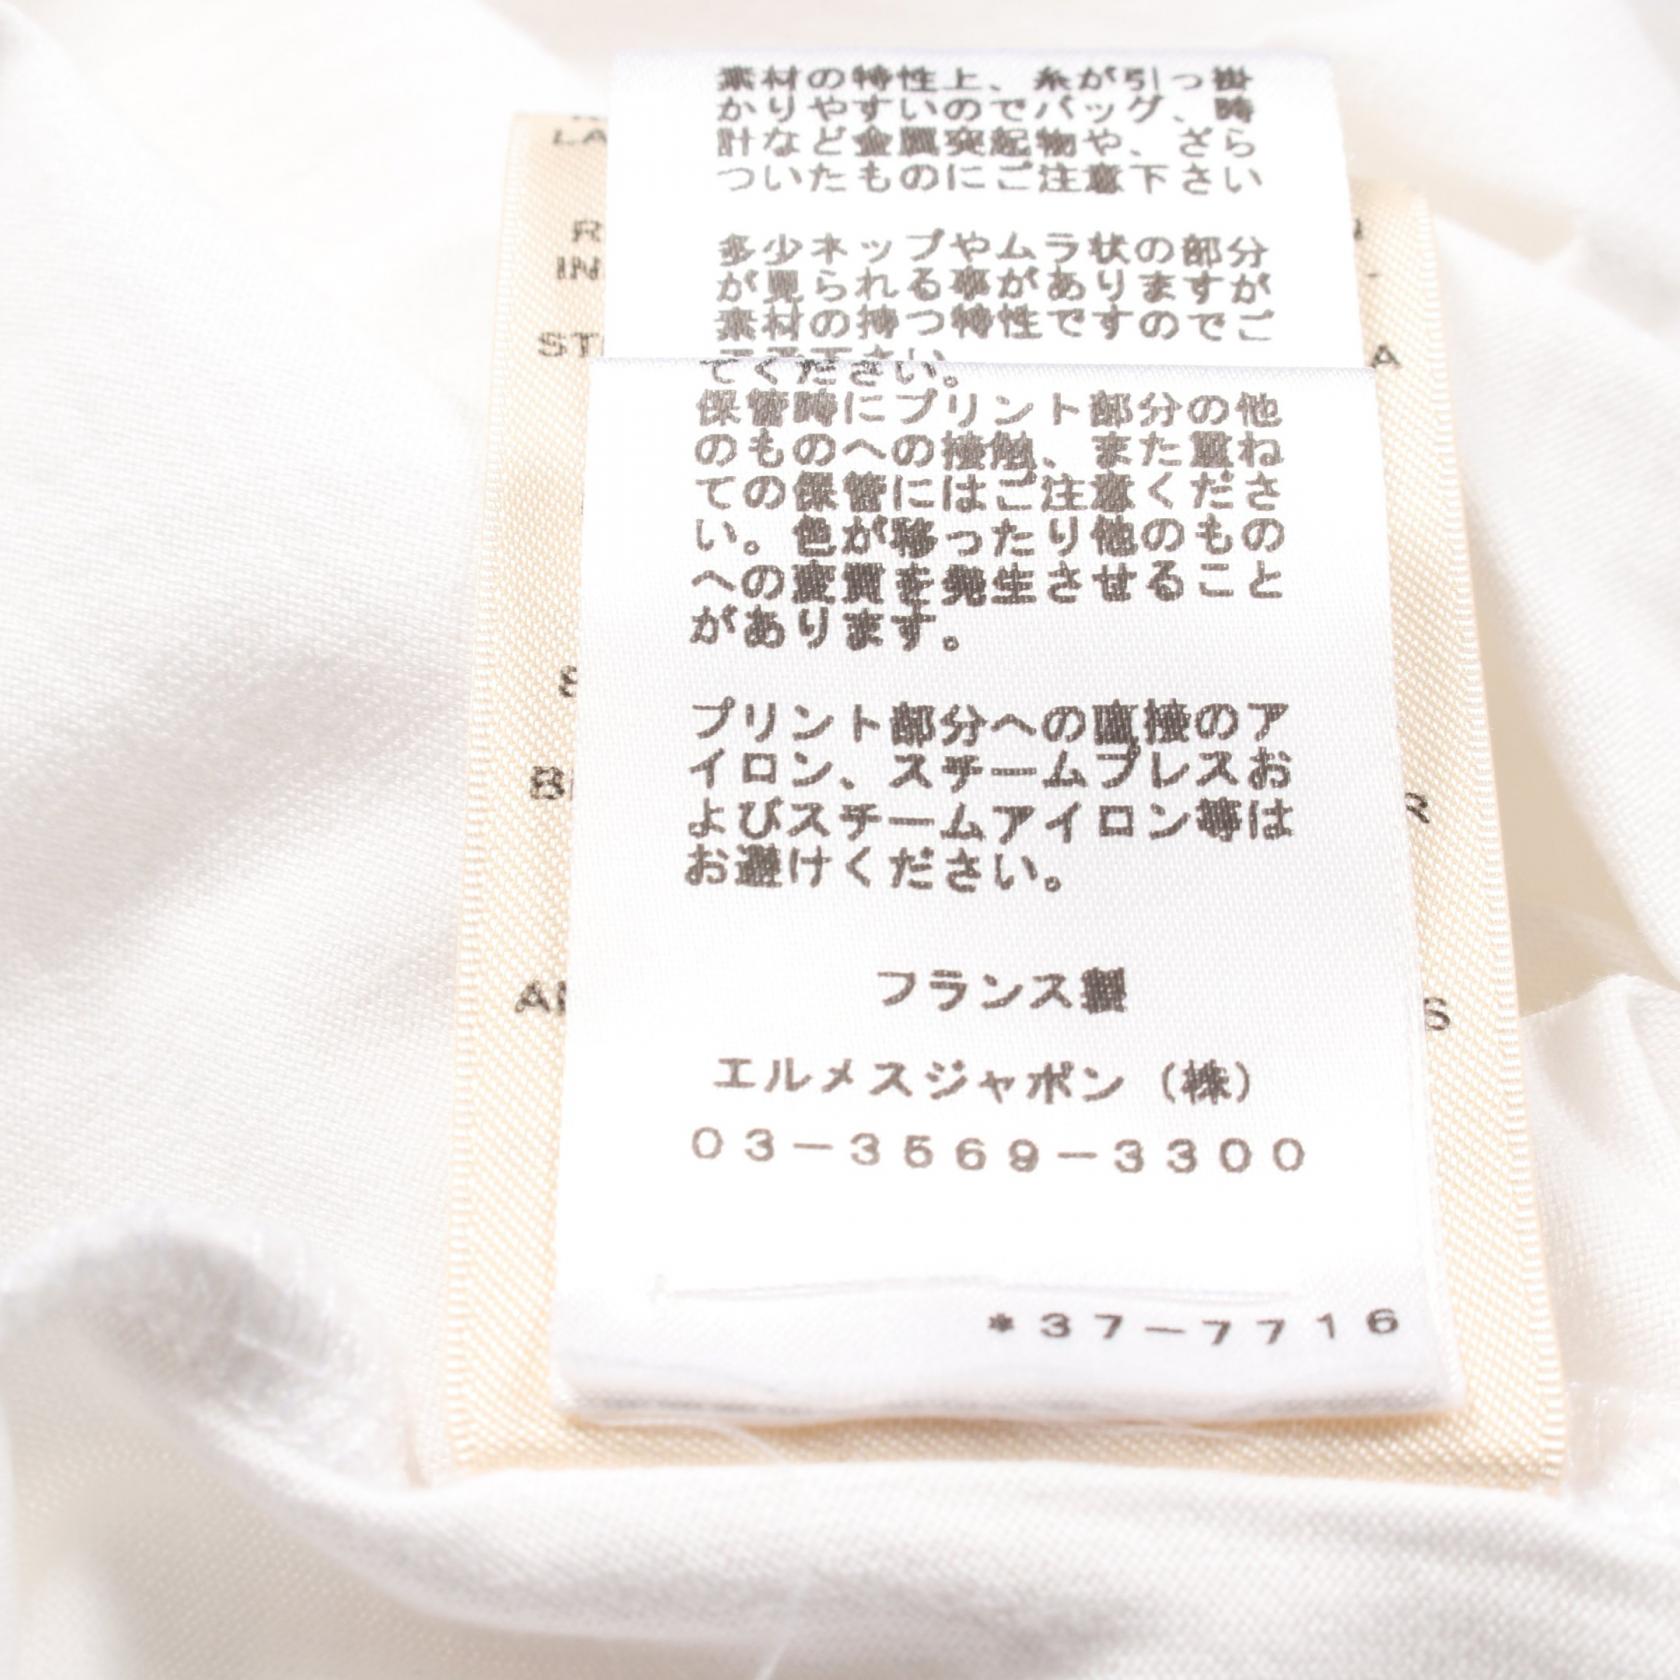 素材の特性上、糸が引っ掛
かりやすいのでバッグ、時
計など金属突起物や、ざら
ついたものにご注意下さい
多少ネップやムラ状の部分
が見られる事がありますが
素材の持つ特性ですのでご
てください。
保管時にプリント部分の他
のものへの接触、また重ね
ての保管にはご注意くださ
い。色が移ったり他のもの
への変質を発生させること
があります。
プリント部分への直接のア
イロン、スチームプレスお
よびスチームアイロン等は
お避けください。
フランス製
エルメスジャポン（株）
03-3569-3300
*37-7716